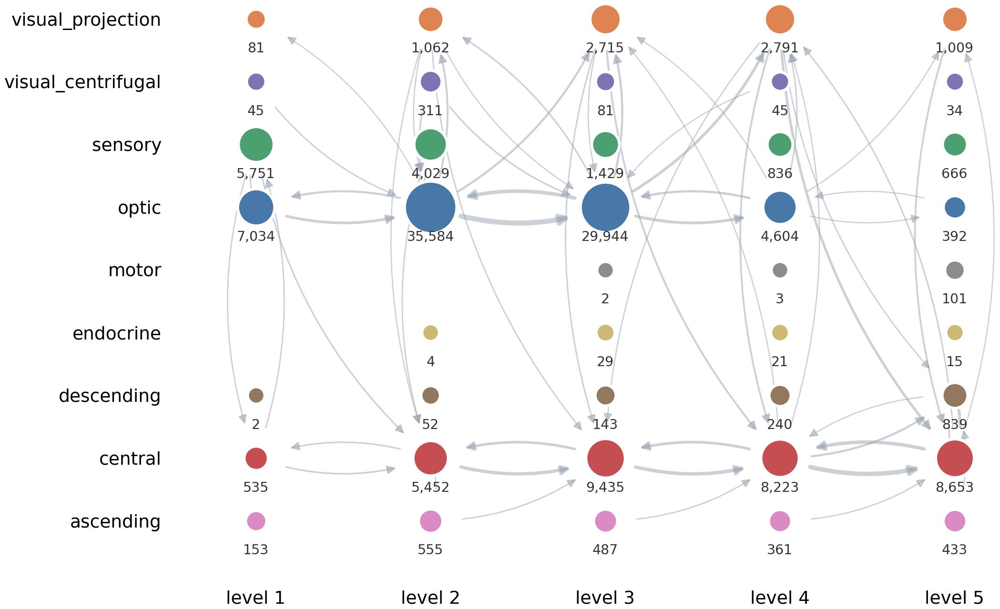 visual_projection
81 1,062 2,715 2,791 1,009
visual_centrifugal
45 311 81 45 34
sensory
5,751 4,029 1,429 836 666
optic
7,034 35,584 29,944 4,604 392
motor
2 3 101
endocrine
4 29 21 15
descending
2 52 143 240 839
central
535 5,452 9,435 8,223 8,653
ascending
153 555 487 361 433
level 1 level 2 level 3 level 4 level 5